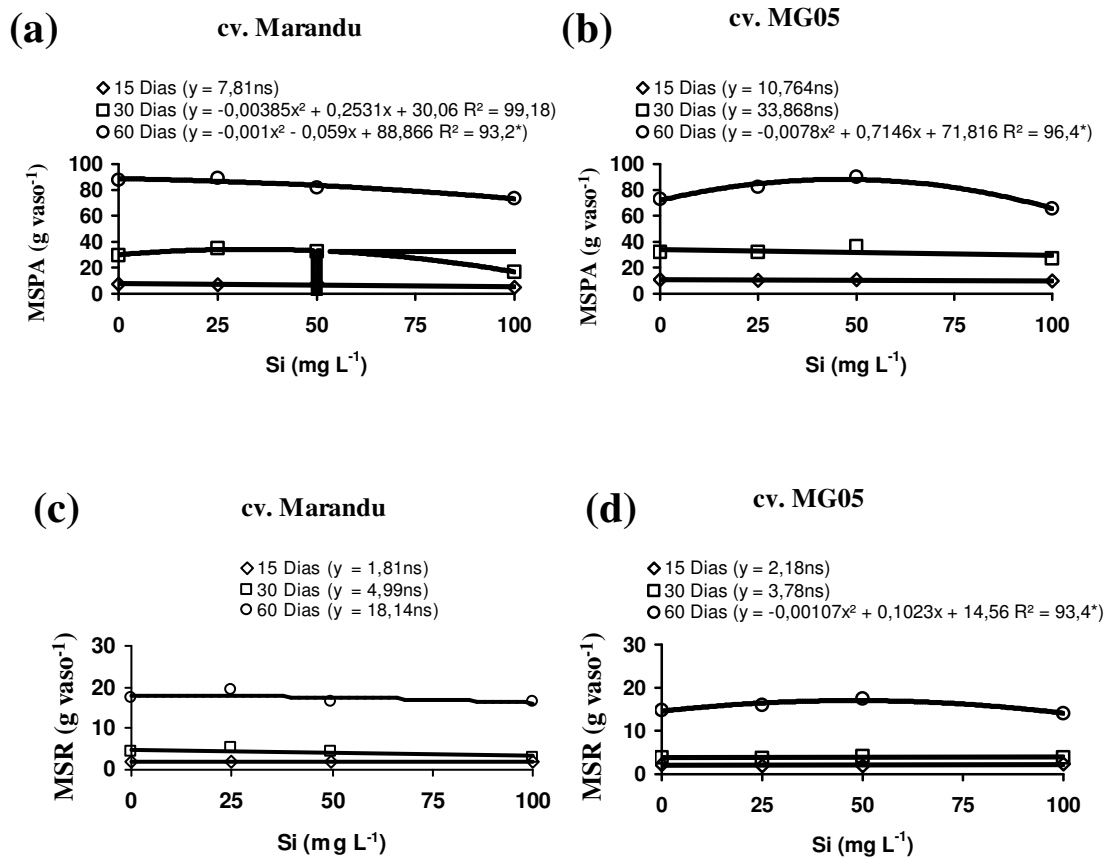 (a)
cv. Marandu
15 Dias (y = 7,81ns)
30 Dias (y = -0,00385x² + 0,2531x + 30,06 R² = 99,18)
60 Dias (y = -0,001x² - 0,059x + 88,866 R² = 93,2*)
MSPA (g vaso⁻¹)
100
80
60
40
20
0
0 25 50 75 100
Si (mg L⁻¹)
(b)
cv. MG05
15 Dias (y = 10,764ns)
30 Dias (y = 33,868ns)
60 Dias (y = -0,0078x² + 0,7146x + 71,816 R² = 96,4*)
MSPA (g vaso⁻¹)
100
80
60
40
20
0
0 25 50 75 100
Si (mg L⁻¹)
(c)
cv. Marandu
15 Dias (y = 1,81ns)
30 Dias (y = 4,99ns)
60 Dias (y = 18,14ns)
MSR (g vaso⁻¹)
30
20
10
0
0 25 50 75 100
Si (mg L⁻¹)
(d)
cv. MG05
15 Dias (y = 2,18ns)
30 Dias (y = 3,78ns)
60 Dias (y = -0,00107x² + 0,1023x + 14,56 R² = 93,4*)
MSR (g vaso⁻¹)
30
20
10
0
0 25 50 75 100
Si (mg L⁻¹)